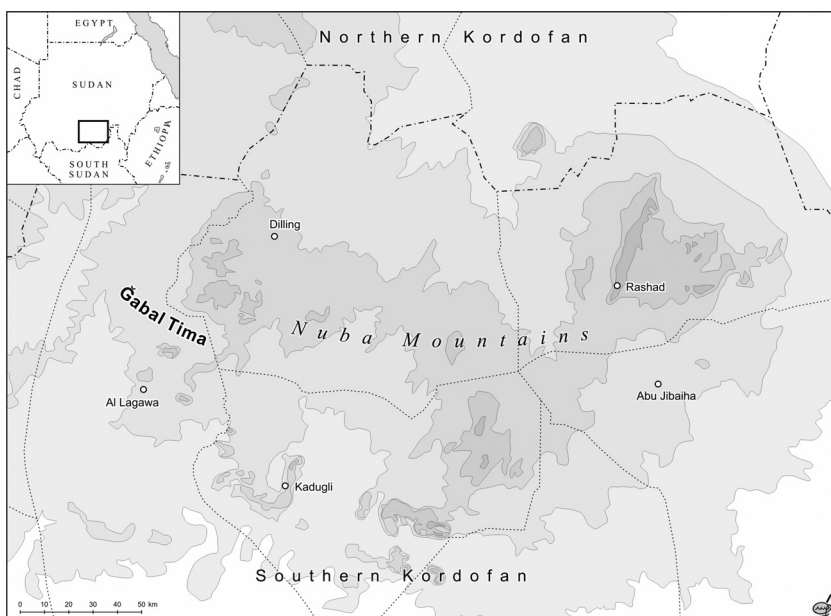 EGYPT
CHAD
SUDAN
ETHIOPIA
SOUTH
SUDAN
Northern Kordofan
Dilling
Rashad
Ğabal Tima
Nuba Mountains
Al Lagawa
Abu Jibaiha
Kadugli
Southern Kordofan
0 10 20 30 40 50 km